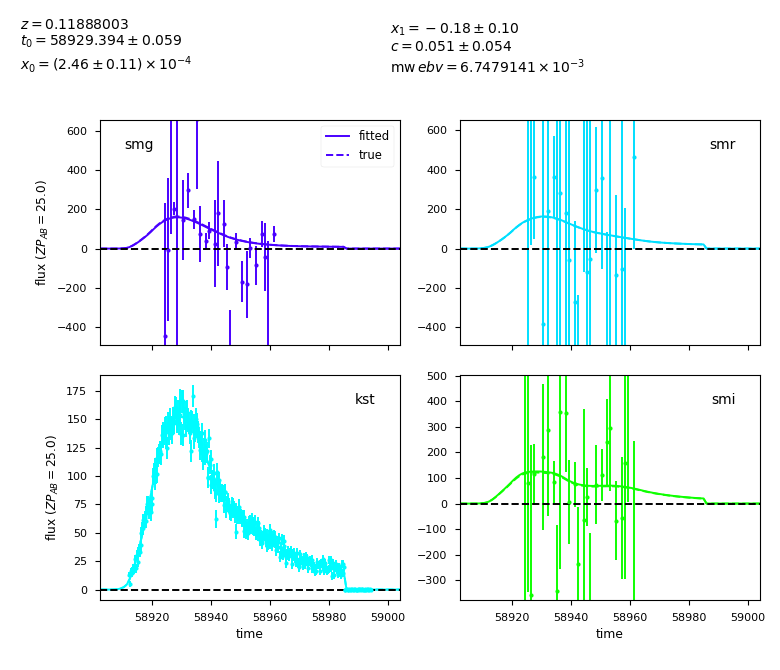 z = 0.11888003
t₀ = 58929.394 ± 0.059
x₀ = (2.46 ± 0.11) × 10⁻⁴
x₁ = −0.18 ± 0.10
c = 0.051 ± 0.054
mw ebv = 6.7479141 × 10⁻³
smg
fitted
true
600
400
200
0
−200
−400
flux (ZP_AB = 25.0)
smr
600
400
200
0
−200
−400
kst
175
150
125
100
75
50
25
0
flux (ZP_AB = 25.0)
58920 58940 58960 58980 59000
time
smi
500
400
300
200
100
0
−100
−200
−300
58920 58940 58960 58980 59000
time